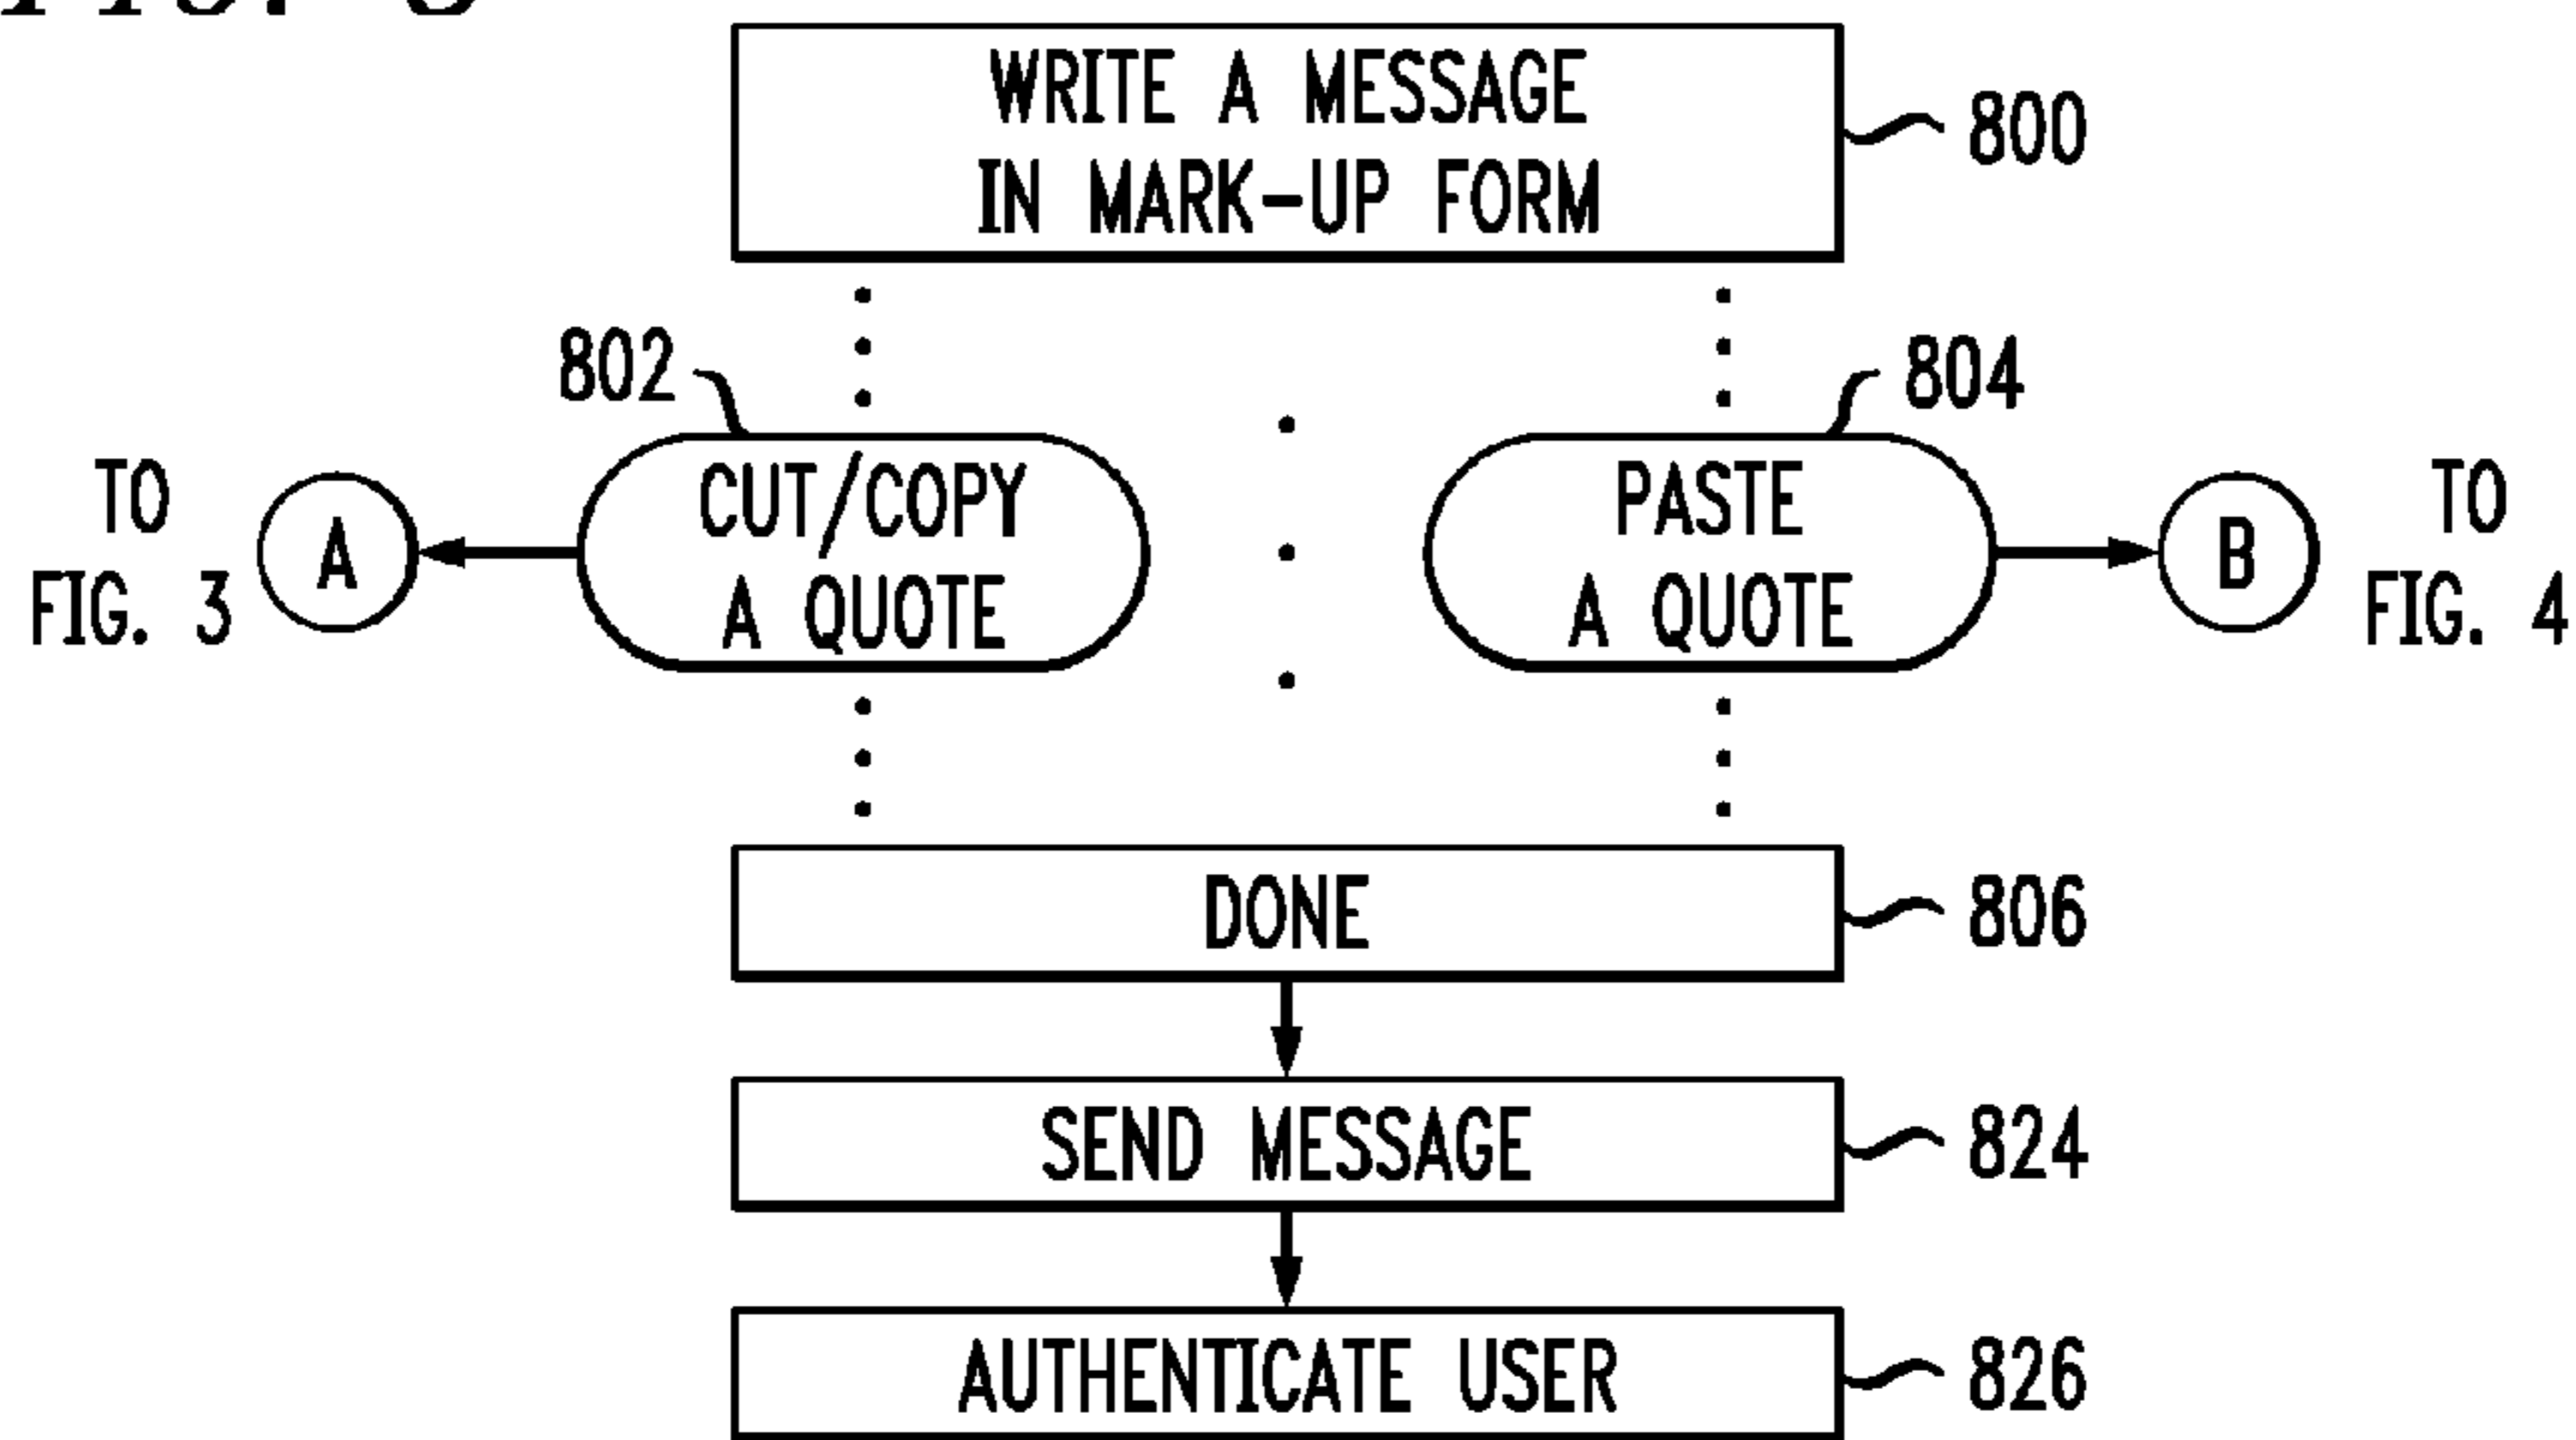 WRITE A MESSAGE
IN MARK-UP FORM
800
802
804
TO
FIG. 3
A
CUT/COPY
A QUOTE
PASTE
A QUOTE
B
TO
FIG. 4
DONE
806
SEND MESSAGE
824
AUTHENTICATE USER
826